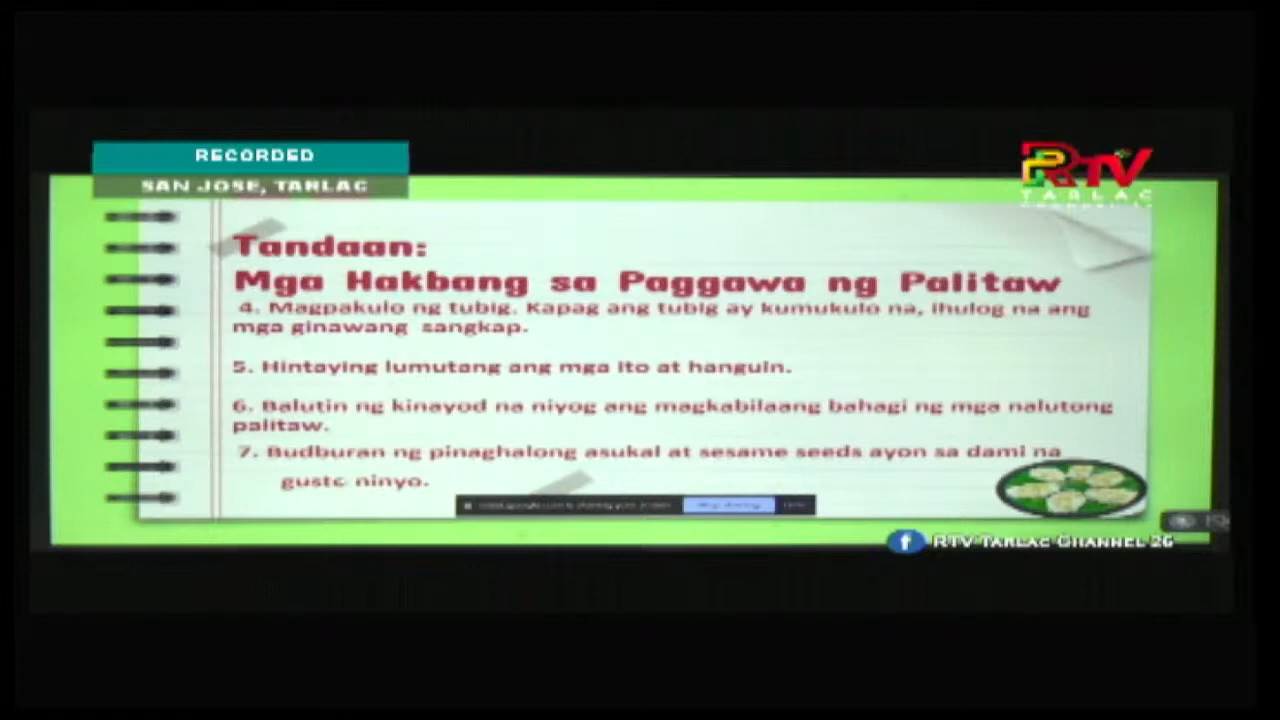 RECORDED
SAN JOSE, TARLAC
RTV
TARLAC
Tandaan:
Mga Hakbang sa Paggawa ng Palitaw
4. Magpakulo ng tubig. Kapag ang tubig ay kumukulo na, ihulog na ang
mga ginawang sangkap.
5. Hintaying lumutang ang mga ito at hanguin.
6. Balutin ng kinayod na niyog ang magkabilaang bahagi ng mga nalutong
palitaw.
7. Budburan ng pinaghalong asukal at sesame seeds ayon sa dami na
gusto ninyo.
RTV TARLAC CHANNEL 26